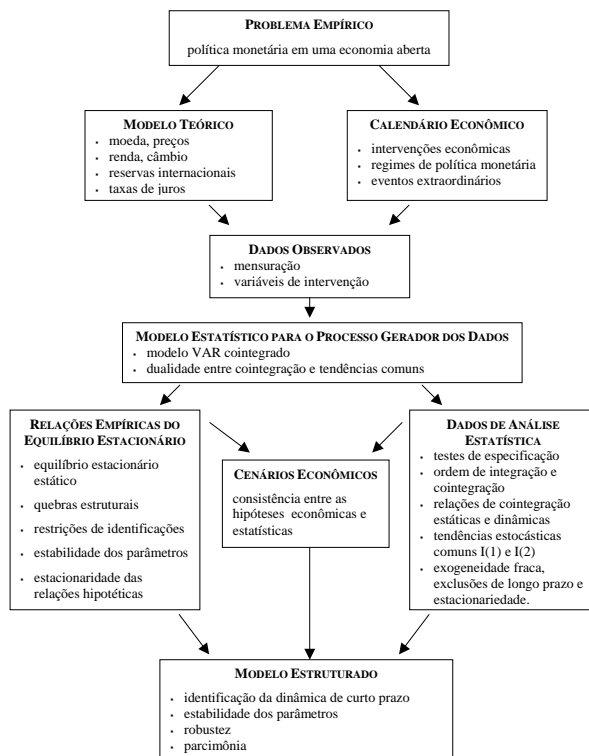 PROBLEMA EMPÍRICO
política monetária em uma economia aberta
MODELO TEÓRICO
• moeda, preços
• renda, câmbio
• reservas internacionais
• taxas de juros
CALENDÁRIO ECONÔMICO
• intervenções econômicas
• regimes de política monetária
• eventos extraordinários
DADOS OBSERVADOS
• mensuração
• variáveis de intervenção
MODELO ESTATÍSTICO PARA O PROCESSO GERADOR DOS DADOS
• modelo VAR cointegrado
• dualidade entre cointegração e tendências comuns
RELAÇÕES EMPÍRICAS DO
EQUILÍBRIO ESTACIONÁRIO
• equilíbrio estacionário
estático
• quebras estruturais
• restrições de identificações
• estabilidade dos parâmetros
• estacionaridade das
relações hipotéticas
CENÁRIOS ECONÔMICOS
consistência entre as
hipóteses econômicas e
estatísticas
DADOS DE ANÁLISE
ESTATÍSTICA
• testes de especificação
• ordem de integração e
cointegração
• relações de cointegração
estáticas e dinâmicas
• tendências estocásticas
comuns I(1) e I(2)
• exogeneidade fraca,
exclusões de longo prazo e
estacionariedade.
MODELO ESTRUTURADO
• identificação da dinâmica de curto prazo
• estabilidade dos parâmetros
• robustez
• parcimônia